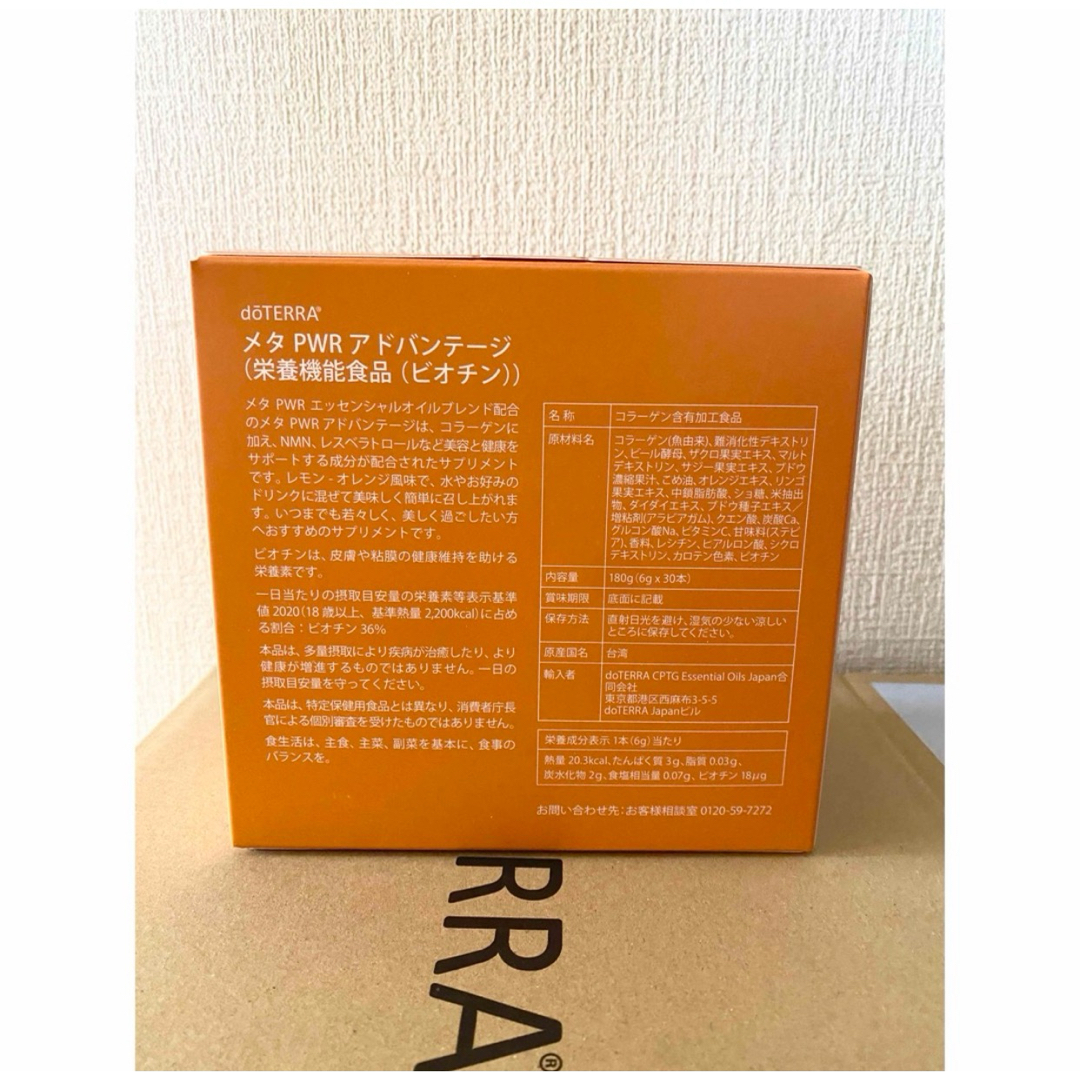 dōTERRA®
メタ PWR アドバンテージ
（栄養機能食品（ビオチン））
メタ PWR エッセンシャルオイルブレンド配合
のメタ PWR アドバンテージは、コラーゲンに
加え、NMN、レスベラトロールなど美容と健康を
サポートする成分が配合されたサプリメント
です。レモン - オレンジ風味で、水やお好みの
ドリンクに混ぜて美味しく簡単に召し上がれま
す。いつまでも若々しく、美しく過ごしたい方
へおすすめのサプリメントです。
ビオチンは、皮膚や粘膜の健康維持を助ける
栄養素です。
一日当たりの摂取目安量の栄養素等表示基準
値 2020（18 歳以上、基準熱量 2,200kcal）に占め
る割合：ビオチン 36%
本品は、多量摂取により疾病が治癒したり、より
健康が増進するものではありません。一日の
摂取目安量を守ってください。
本品は、特定保健用食品とは異なり、消費者庁長
官による個別審査を受けたものではありません。
食生活は、主食、主菜、副菜を基本に、食事の
バランスを。
名 称 コラーゲン含有加工食品
原材料名 コラーゲン(魚由来)、難消化性デキストリ
ン、ビール酵母、ザクロ果実エキス、マルト
デキストリン、サジー果実エキス、ブドウ
濃縮果汁、こめ油、オレンジエキス、リンゴ
果実エキス、中鎖脂肪酸、ショ糖、米抽出
物、ダイダイエキス、ブドウ種子エキス／
増粘剤(アラビアガム)、クエン酸、炭酸Ca、
グルコン酸Na、ビタミンC、甘味料(ステビ
ア)、香料、レシチン、ヒアルロン酸、シクロ
デキストリン、カロテン色素、ビオチン
内容量 180g（6g x 30本）
賞味期限 底面に記載
保存方法 直射日光を避け、湿気の少ない涼しい
ところに保存してください。
原産国名 台湾
輸入者 doTERRA CPTG Essential Oils Japan合
同会社
東京都港区西麻布3-5-5
doTERRA Japanビル
栄養成分表示 1本（6g）当たり
熱量 20.3kcal、たんぱく質 3g、脂質 0.03g、
炭水化物 2g、食塩相当量 0.07g、ビオチン 18μg
お問い合わせ先：お客様相談室 0120-59-7272
RRA®